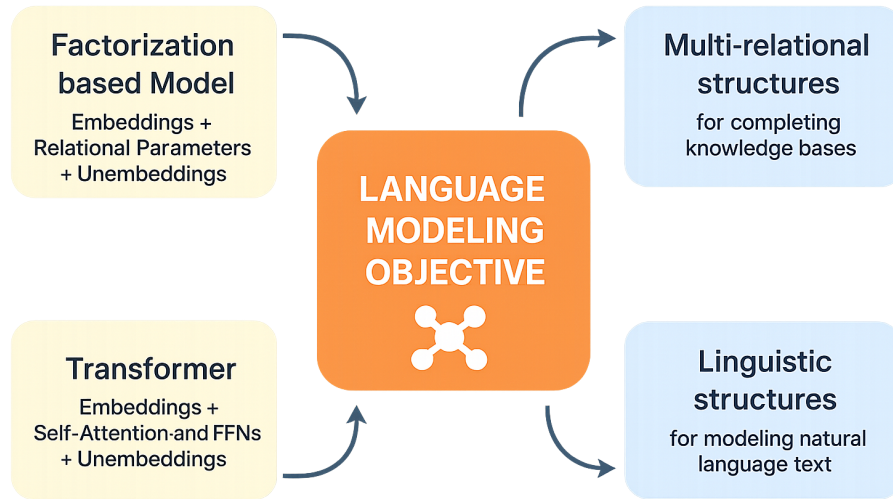 Factorization
based Model
Embeddings +
Relational Parameters
+ Unembeddings
Multi-relational
structures
for completing
knowledge bases
LANGUAGE
MODELING
OBJECTIVE
Transformer
Embeddings +
Self-Attention·and FFNs
+ Unembeddings
Linguistic
structures
for modeling natural
language text